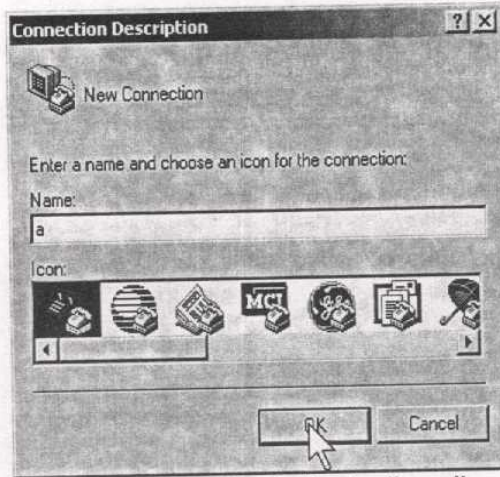 Connection Description
New Connection
Enter a name and choose an icon for the connection:
Name:
a
Icon:
MCI
OK
Cancel